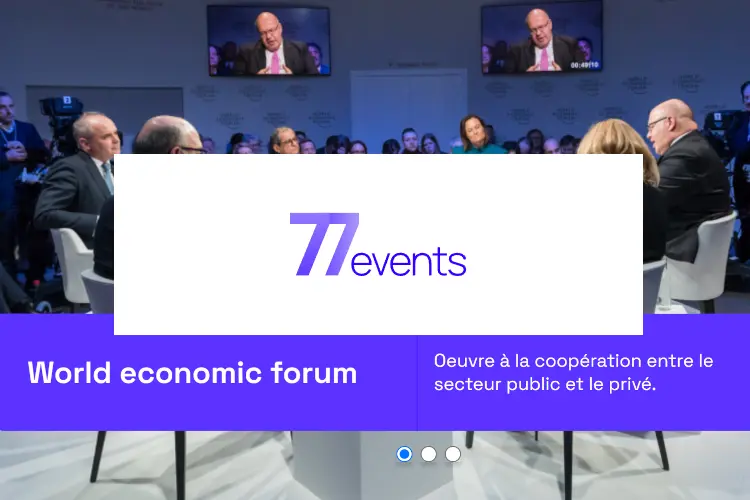 00:49:10
77events
World economic forum
Oeuvre à la coopération entre le
secteur public et le privé.